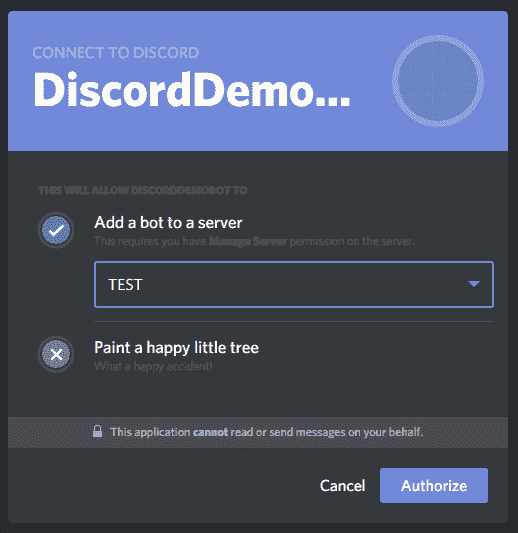 CONNECT TO DISCORD
DiscordDemo...
THIS WILL ALLOW DISCORDDEMOBOT TO
Add a bot to a server
This requires you have Manage Server permission on the server.
TEST
Paint a happy little tree
What a happy accident!
This application cannot read or send messages on your behalf.
Cancel
Authorize